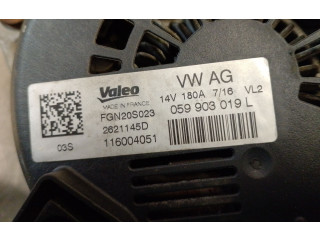 Valeo
MADE IN FRANCE
VW AG
14V 180A 7/16 VL2
FGN20S023
059 903 019 L
2621145D
03S
116004051